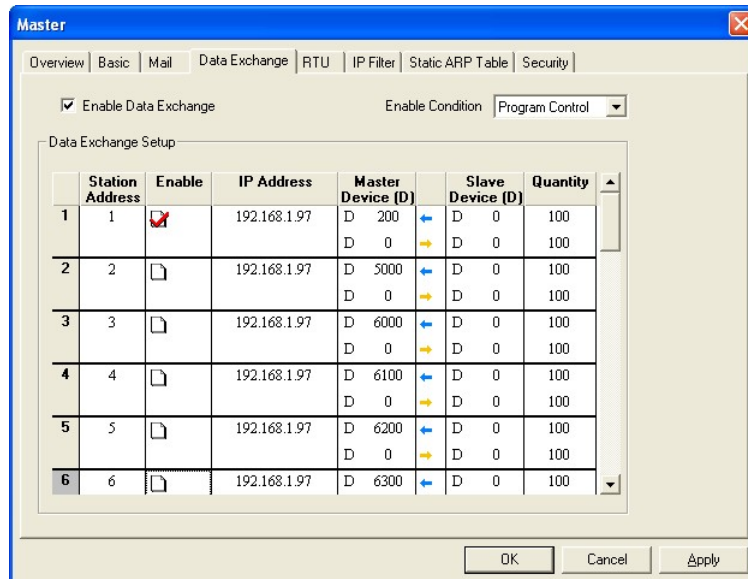 Master
Overview Basic Mail Data Exchange RTU IP Filter Static ARP Table Security
Enable Data Exchange Enable Condition Program Control
Data Exchange Setup
Station Address Enable IP Address Master Device (D) Slave Device (D) Quantity
1 1 192.168.1.97 D 200 D 0 100
D 0 D 0 100
2 2 192.168.1.97 D 5000 D 0 100
D 0 D 0 100
3 3 192.168.1.97 D 6000 D 0 100
D 0 D 0 100
4 4 192.168.1.97 D 6100 D 0 100
D 0 D 0 100
5 5 192.168.1.97 D 6200 D 0 100
D 0 D 0 100
6 6 192.168.1.97 D 6300 D 0 100
OK Cancel Apply